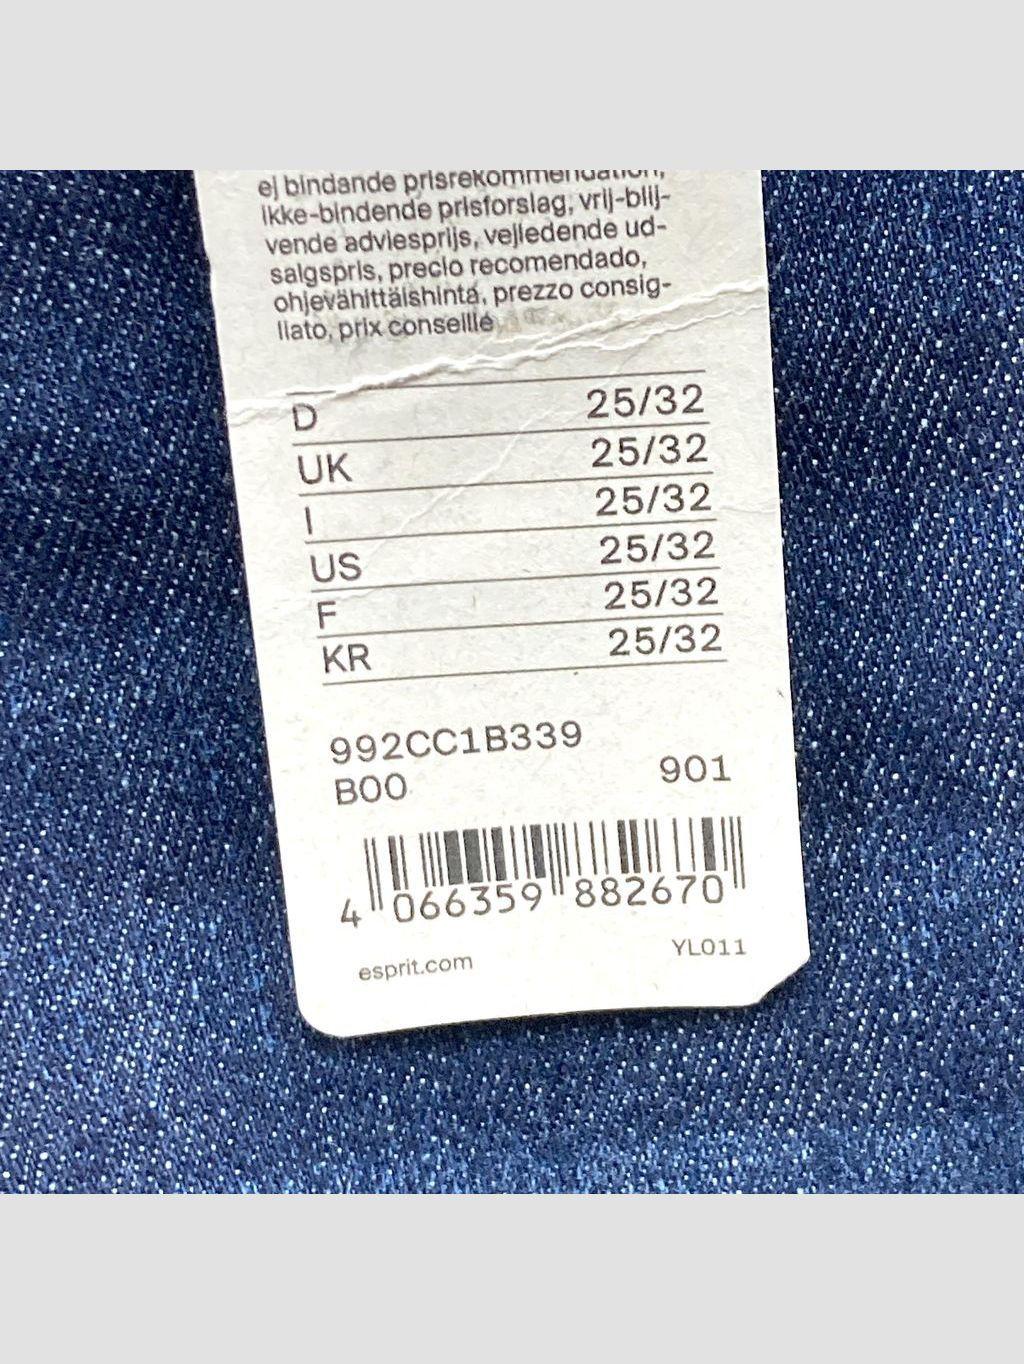 ej bindande prisrekommendation,
ikke-bindende prisforslag, vrij-blij-
vende adviesprijs, vejledende ud-
salgspris, precio recomendado,
ohjevähittäishinta, prezzo consig-
liato, prix conseillé
D 25/32
UK 25/32
I 25/32
US 25/32
F 25/32
KR 25/32
992CC1B339
B00 901
4 066359 882670
esprit.com YL011